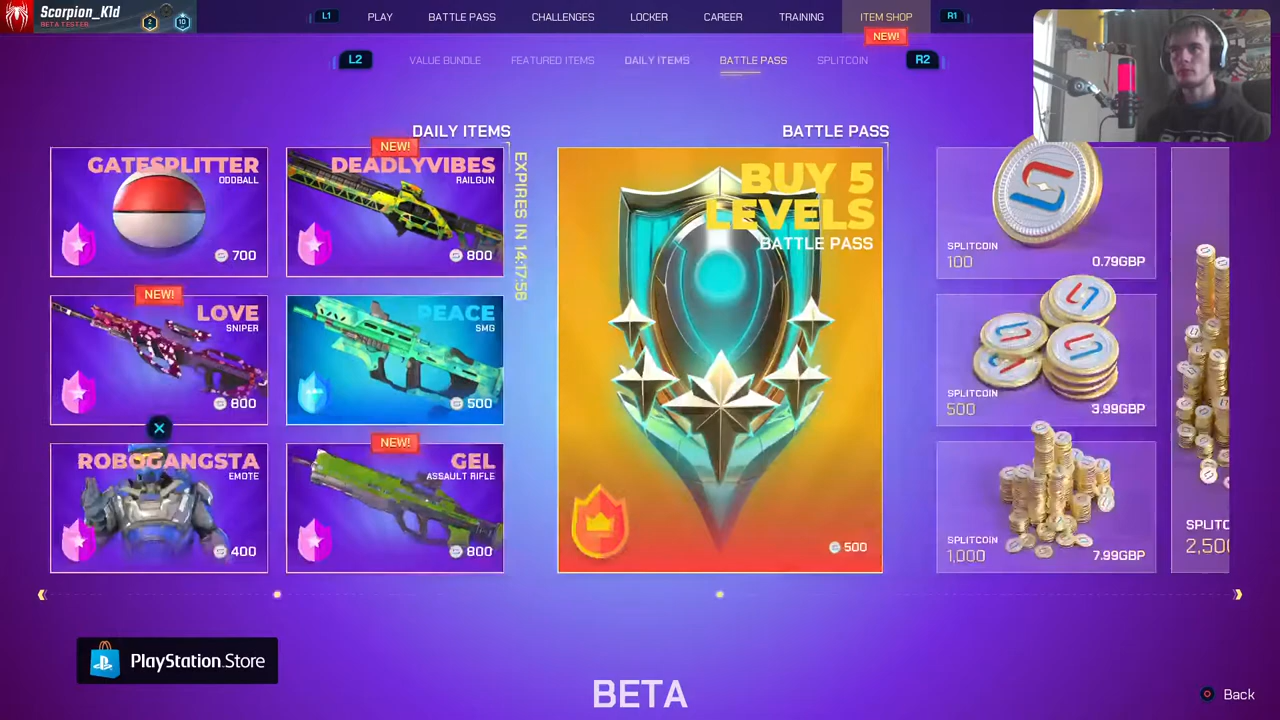 Scorpion_K1d
BETA TESTER
2
10
L1
PLAY
BATTLE PASS
CHALLENGES
LOCKER
CAREER
TRAINING
ITEM SHOP
R1
NEW!
L2
VALUE BUNDLE
FEATURED ITEMS
DAILY ITEMS
BATTLE PASS
SPLITCOIN
R2
DAILY ITEMS
EXPIRES IN 14:17:56
GATESPLITTER
ODDBALL
700
NEW!
DEADLYVIBES
RAILGUN
800
NEW!
LOVE
SNIPER
800
PEACE
SMG
500
ROBOGANGSTA
EMOTE
400
NEW!
GEL
ASSAULT RIFLE
800
BATTLE PASS
BUY 5
LEVELS
BATTLE PASS
500
SPLITCOIN
100
0.79GBP
SPLITCOIN
500
3.99GBP
SPLITCOIN
1,000
7.99GBP
SPLITC
2,500
PlayStation.Store
BETA
Back